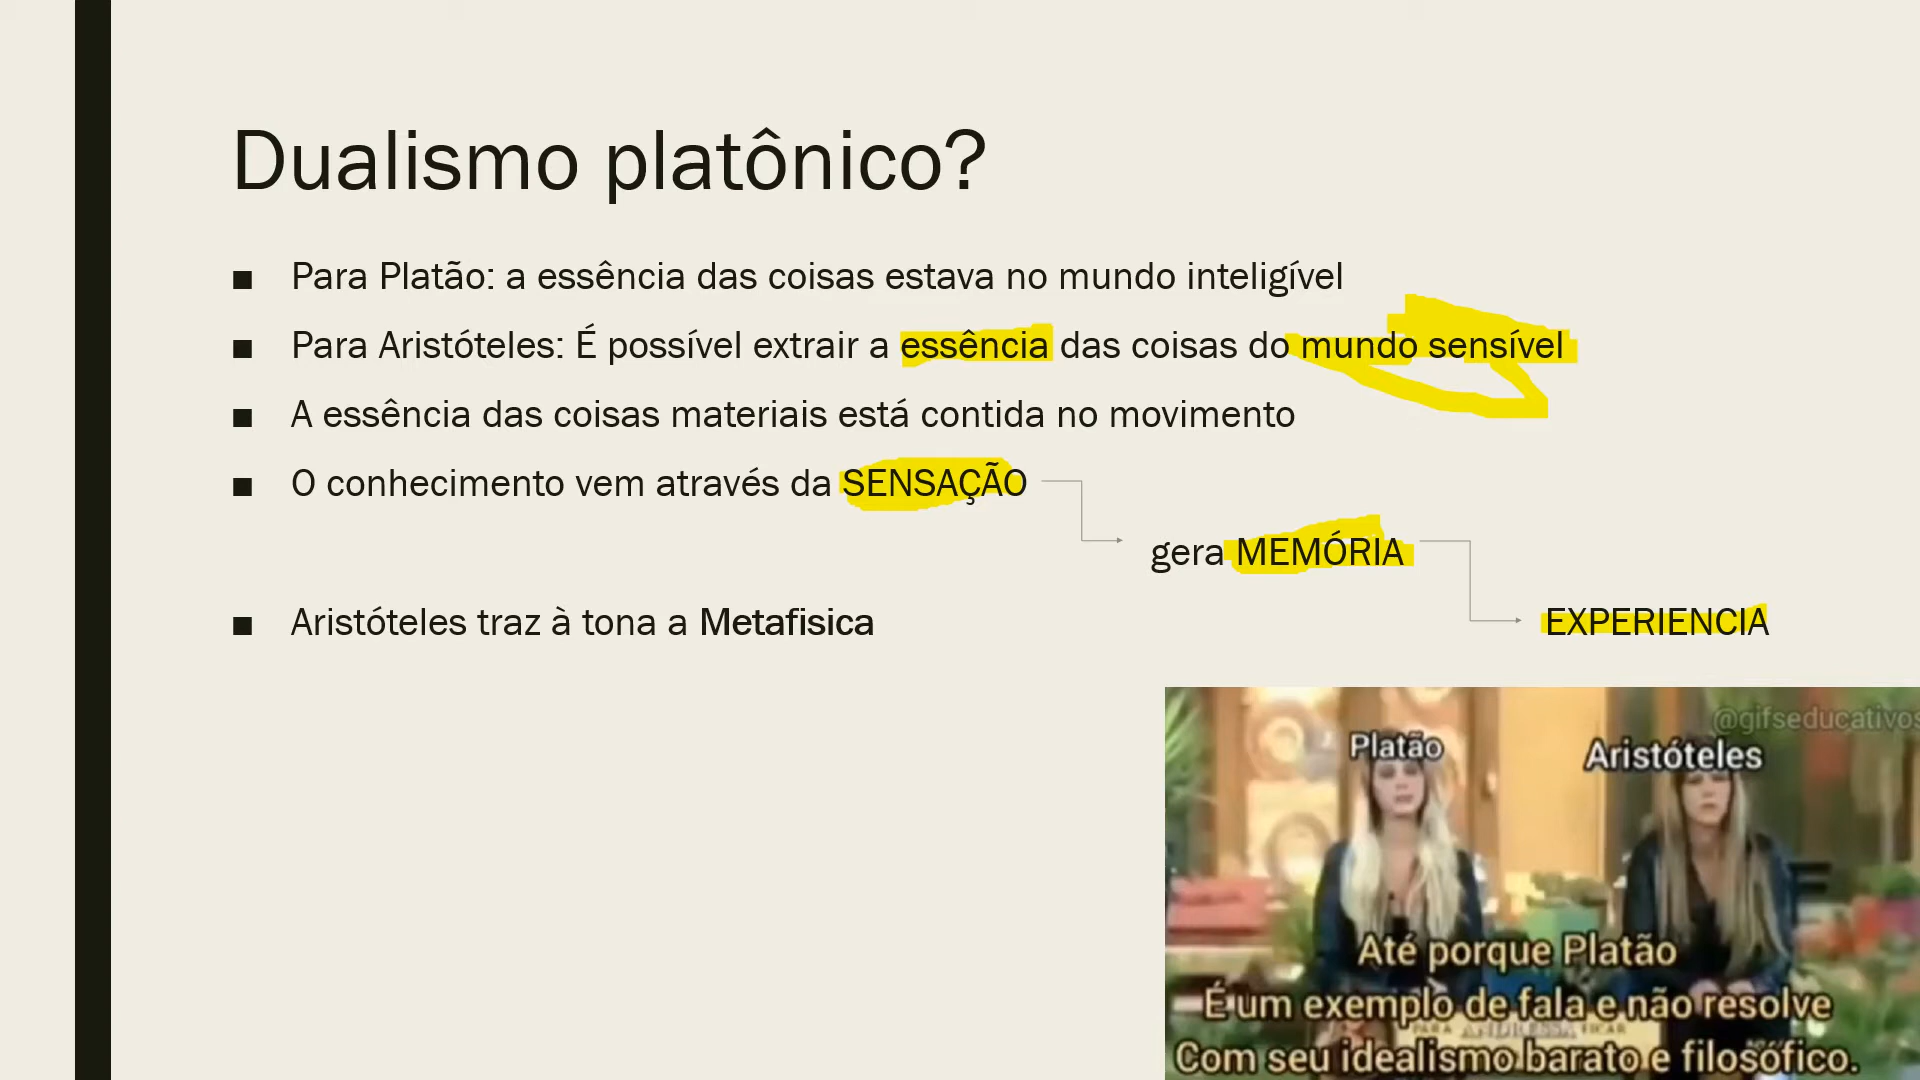 Dualismo platônico?
Para Platão: a essência das coisas estava no mundo inteligível
Para Aristóteles: É possível extrair a essência das coisas do mundo sensível
A essência das coisas materiais está contida no movimento
O conhecimento vem através da SENSAÇÃO
gera MEMÓRIA
Aristóteles traz à tona a Metafisica
EXPERIENCIA
@gifseducativos
Platão
Aristóteles
Até porque Platão
É um exemplo de fala e não resolve
PARA ANDRESSA FICAR
Com seu idealismo barato e filosófico.